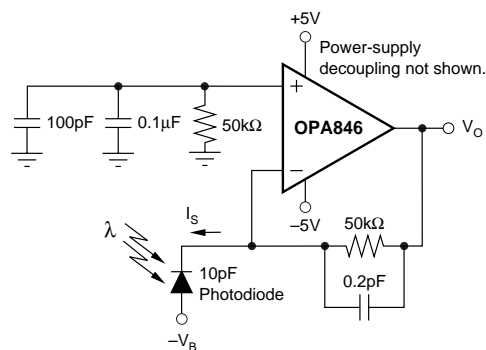 +5V
Power-supply
decoupling not shown.
+
OPA846
−
100pF
0.1μF
50kΩ
V_O
−5V
I_S
λ
50kΩ
0.2pF
10pF
Photodiode
−V_B